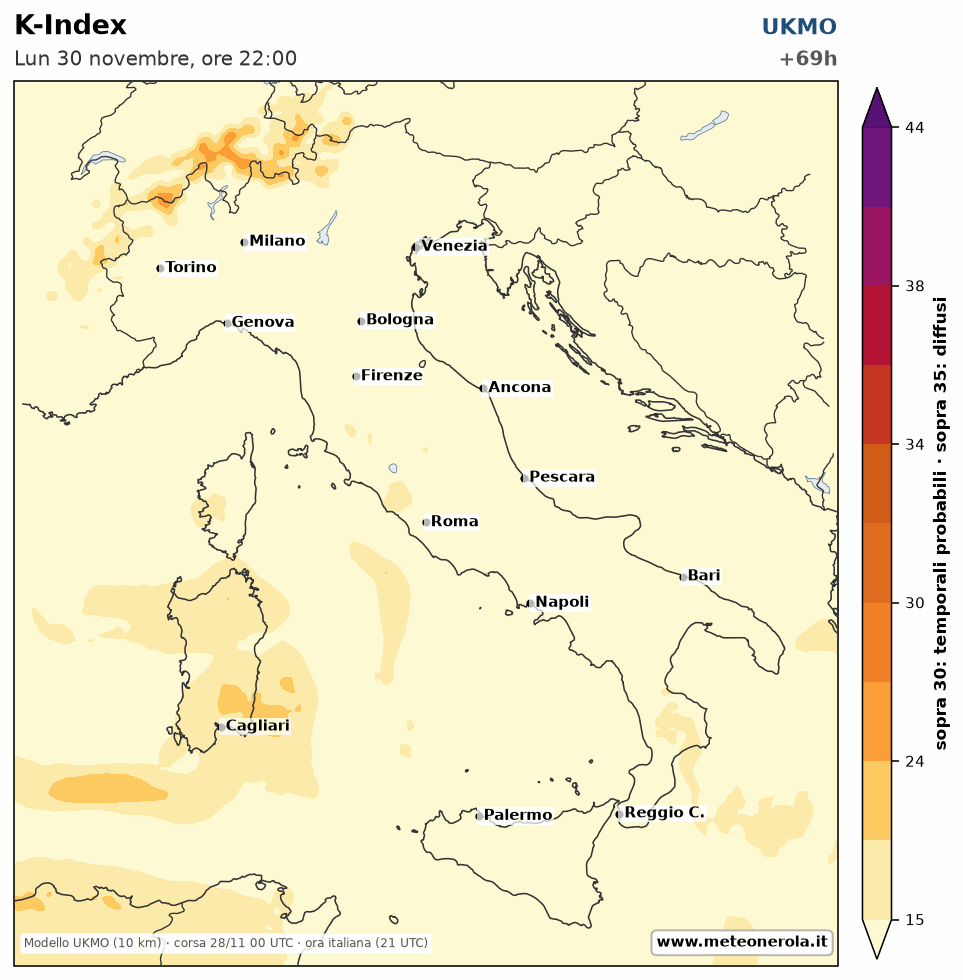 K-Index
UKMO
Lun 30 novembre, ore 22:00
+69h
Milano
Venezia
Torino
Genova
Bologna
Firenze
Ancona
Pescara
Roma
Bari
Napoli
Cagliari
Palermo
Reggio C.
44
38
34
30
24
15
sopra 30: temporali probabili · sopra 35: diffusi
Modello UKMO (10 km) · corsa 28/11 00 UTC · ora italiana (21 UTC)
www.meteonerola.it